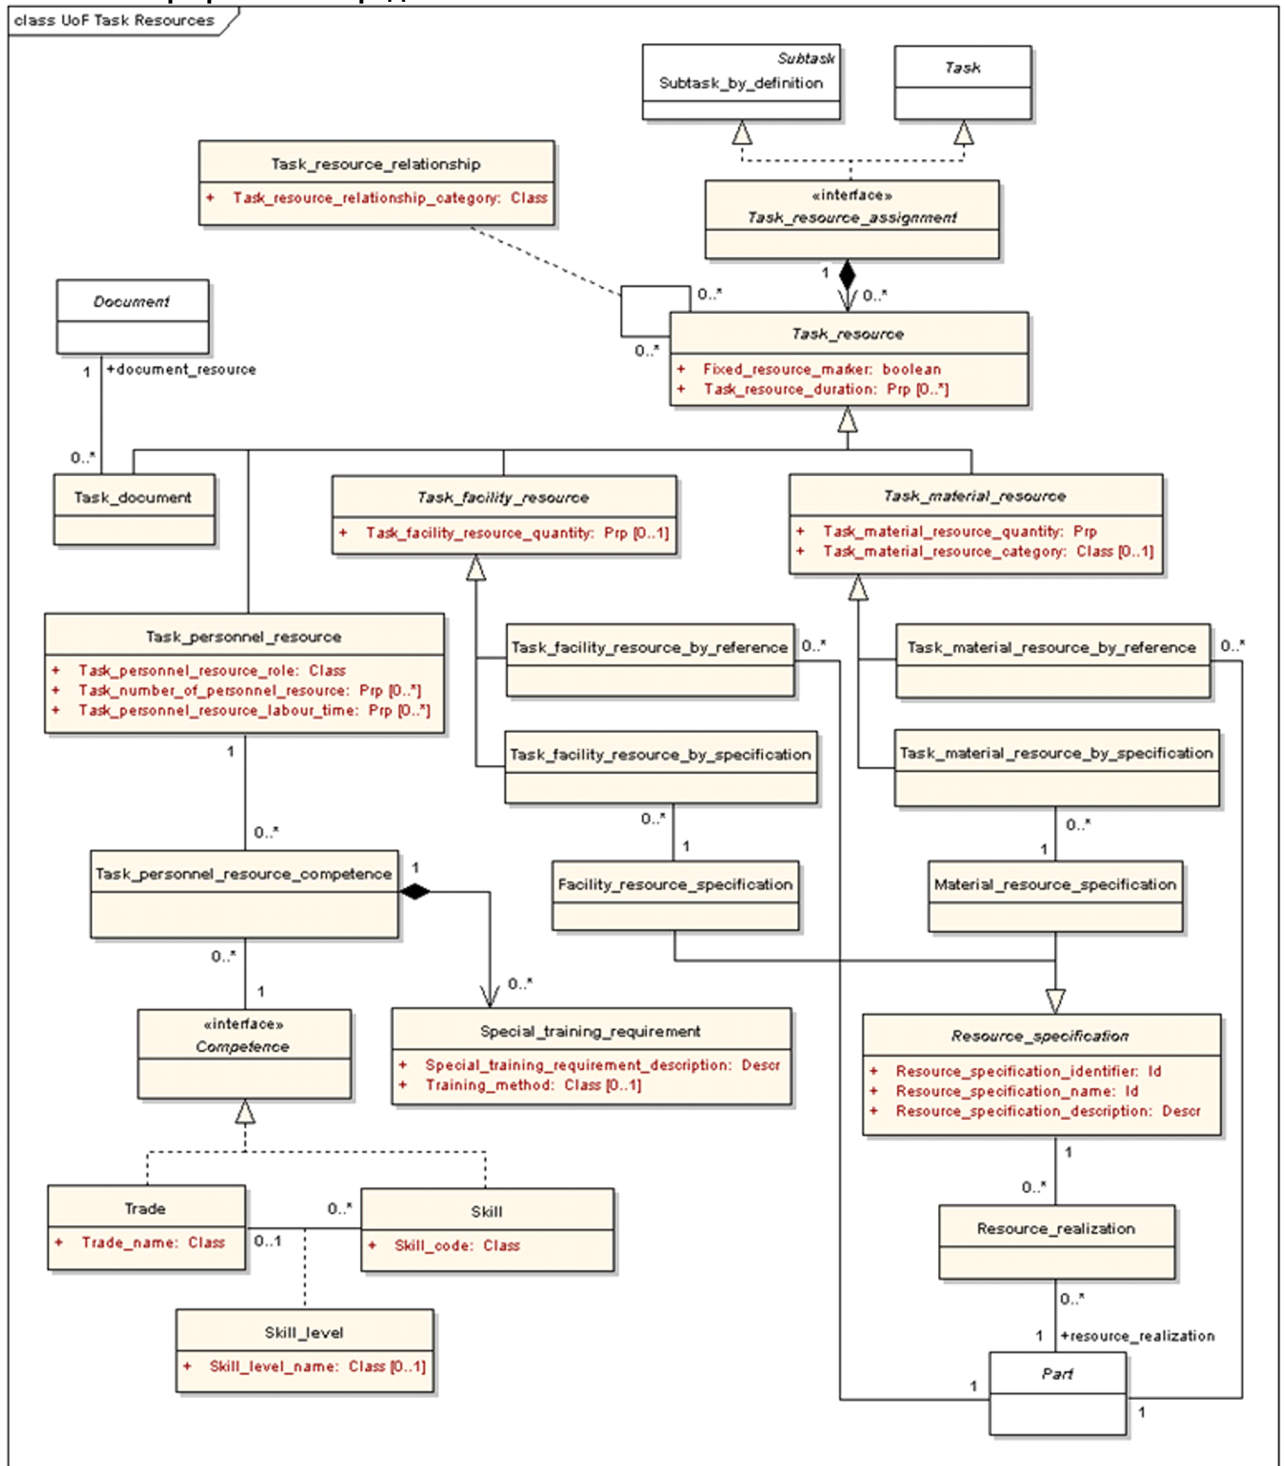 class UoF Task Resources
Subtask
Subtask_by_definition
Task
Task_resource_relationship
+ Task_resource_relationship_category: Class
«interface»
Task_resource_assignment
1
0..*
0..*
0..*
Document
1
+document_resource
0..*
Task_resource
+ Fixed_resource_marker: boolean
+ Task_resource_duration: Prp [0..*]
Task_document
Task_facility_resource
+ Task_facility_resource_quantity: Prp [0..1]
Task_material_resource
+ Task_material_resource_quantity: Prp
+ Task_material_resource_category: Class [0..1]
Task_personnel_resource
+ Task_personnel_resource_role: Class
+ Task_number_of_personnel_resource: Prp [0..*]
+ Task_personnel_resource_labour_time: Prp [0..*]
Task_facility_resource_by_reference
0..*
Task_material_resource_by_reference
0..*
Task_facility_resource_by_specification
Task_material_resource_by_specification
1
0..*
0..*
1
0..*
1
Task_personnel_resource_competence
1
Facility_resource_specification
Material_resource_specification
0..*
1
0..*
«interface»
Competence
Special_training_requirement
+ Special_training_requirement_description: Descr
+ Training_method: Class [0..1]
Resource_specification
+ Resource_specification_identifier: Id
+ Resource_specification_name: Id
+ Resource_specification_description: Descr
1
0..*
Trade
+ Trade_name: Class
0..1
0..*
Skill
+ Skill_code: Class
Resource_realization
0..*
1
+resource_realization
Skill_level
+ Skill_level_name: Class [0..1]
Part
1
1